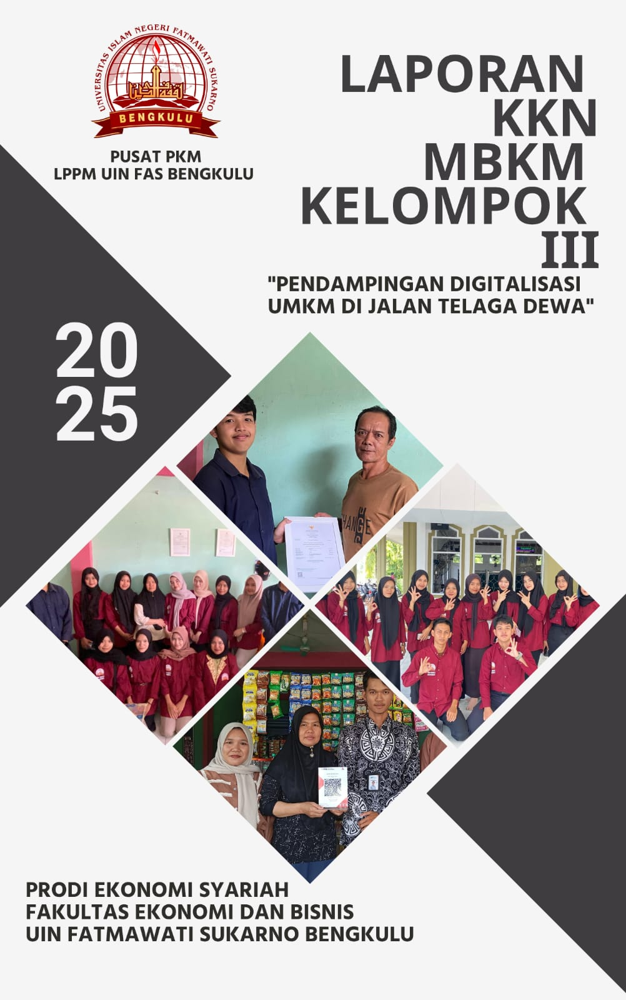 UNIVERSITAS ISLAM NEGERI FATMAWATI SUKARNO
BENGKULU
PUSAT PKM
LPPM UIN FAS BENGKULU
LAPORAN
KKN
MBKM
KELOMPOK
III
"PENDAMPINGAN DIGITALISASI
UMKM DI JALAN TELAGA DEWA"
20
25
PRODI EKONOMI SYARIAH
FAKULTAS EKONOMI DAN BISNIS
UIN FATMAWATI SUKARNO BENGKULU